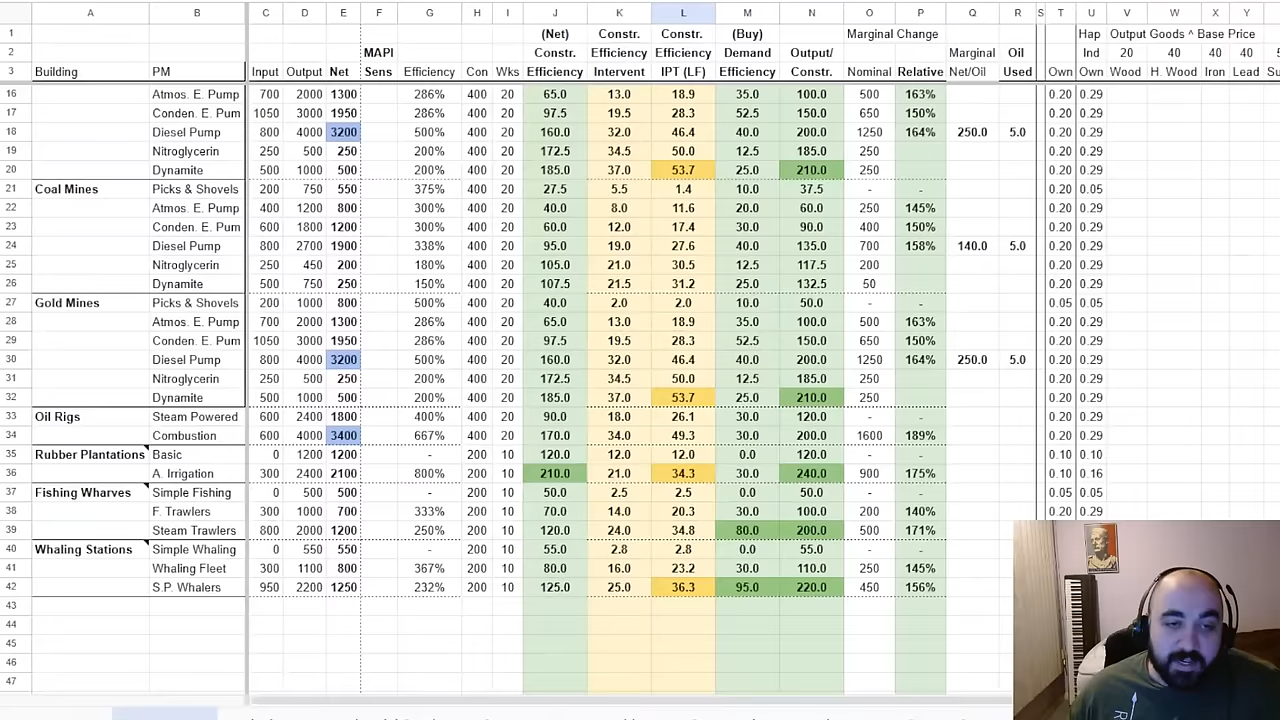 A B C D E F G H I J K L M N O P Q R S T U V W X Y
1 (Net) Constr. Constr. (Buy) Marginal Change Hap Output Goods ^ Base Price
2 MAPI Constr. Efficiency Efficiency Demand Output/ Marginal Oil Ind 20 40 40 40
3 Building PM Input Output Net Sens Efficiency Con Wks Efficiency Intervent IPT (LF) Efficiency Constr. Nominal Relative Net/Oil Used Own Own Wood H. Wood Iron Lead
16 Atmos. E. Pump 700 2000 1300 286% 400 20 65.0 13.0 18.9 35.0 100.0 500 163% 0.20 0.29
17 Conden. E. Pum 1050 3000 1950 286% 400 20 97.5 19.5 28.3 52.5 150.0 650 150% 0.20 0.29
18 Diesel Pump 800 4000 3200 500% 400 20 160.0 32.0 46.4 40.0 200.0 1250 164% 250.0 5.0 0.20 0.29
19 Nitroglycerin 250 500 250 200% 400 20 172.5 34.5 50.0 12.5 185.0 250 0.20 0.29
20 Dynamite 500 1000 500 200% 400 20 185.0 37.0 53.7 25.0 210.0 250 0.20 0.29
21 Coal Mines Picks & Shovels 200 750 550 375% 400 20 27.5 5.5 1.4 10.0 37.5 - - 0.20 0.05
22 Atmos. E. Pump 400 1200 800 300% 400 20 40.0 8.0 11.6 20.0 60.0 250 145% 0.20 0.29
23 Conden. E. Pum 600 1800 1200 300% 400 20 60.0 12.0 17.4 30.0 90.0 400 150% 0.20 0.29
24 Diesel Pump 800 2700 1900 338% 400 20 95.0 19.0 27.6 40.0 135.0 700 158% 140.0 5.0 0.20 0.29
25 Nitroglycerin 250 450 200 180% 400 20 105.0 21.0 30.5 12.5 117.5 200 0.20 0.29
26 Dynamite 500 750 250 150% 400 20 107.5 21.5 31.2 25.0 132.5 50 0.20 0.29
27 Gold Mines Picks & Shovels 200 1000 800 500% 400 20 40.0 2.0 2.0 10.0 50.0 - - 0.05 0.05
28 Atmos. E. Pump 700 2000 1300 286% 400 20 65.0 13.0 18.9 35.0 100.0 500 163% 0.20 0.29
29 Conden. E. Pum 1050 3000 1950 286% 400 20 97.5 19.5 28.3 52.5 150.0 650 150% 0.20 0.29
30 Diesel Pump 800 4000 3200 500% 400 20 160.0 32.0 46.4 40.0 200.0 1250 164% 250.0 5.0 0.20 0.29
31 Nitroglycerin 250 500 250 200% 400 20 172.5 34.5 50.0 12.5 185.0 250 0.20 0.29
32 Dynamite 500 1000 500 200% 400 20 185.0 37.0 53.7 25.0 210.0 250 0.20 0.29
33 Oil Rigs Steam Powered 600 2400 1800 400% 400 20 90.0 18.0 26.1 30.0 120.0 - - 0.20 0.29
34 Combustion 600 4000 3400 667% 400 20 170.0 34.0 49.3 30.0 200.0 1600 189% 0.20 0.29
35 Rubber Plantations Basic 0 1200 1200 - 200 10 120.0 12.0 12.0 0.0 120.0 - - 0.10 0.10
36 A. Irrigation 300 2400 2100 800% 200 10 210.0 21.0 34.3 30.0 240.0 900 175% 0.10 0.16
37 Fishing Wharves Simple Fishing 0 500 500 - 200 10 50.0 2.5 2.5 0.0 50.0 - - 0.05 0.05
38 F. Trawlers 300 1000 700 333% 200 10 70.0 14.0 20.3 30.0 100.0 200 140% 0.20 0.29
39 Steam Trawlers 800 2000 1200 250% 200 10 120.0 24.0 34.8 80.0 200.0 500 171%
40 Whaling Stations Simple Whaling 0 550 550 - 200 10 55.0 2.8 2.8 0.0 55.0 - -
41 Whaling Fleet 300 1100 800 367% 200 10 80.0 16.0 23.2 30.0 110.0 250 145%
42 S.P. Whalers 950 2200 1250 232% 200 10 125.0 25.0 36.3 95.0 220.0 450 156%
43
44
45
46
47